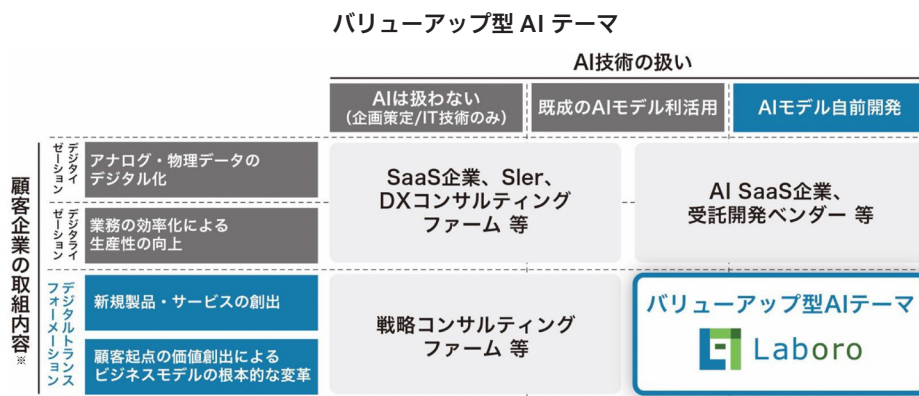 バリューアップ型 AI テーマ
AI技術の扱い
AIは扱わない
(企画策定/IT技術のみ)
既成のAIモデル利活用
AIモデル自前開発
顧客企業の取組内容※
デジタイ
ゼーション
アナログ・物理データの
デジタル化
SaaS企業、SIer、
DXコンサルティング
ファーム 等
AI SaaS企業、
受託開発ベンダー 等
デジタライ
ゼーション
業務の効率化による
生産性の向上
デジタルトランス
フォーメーション
新規製品・サービスの創出
顧客起点の価値創出による
ビジネスモデルの根本的な変革
戦略コンサルティング
ファーム 等
バリューアップ型AIテーマ
Laboro